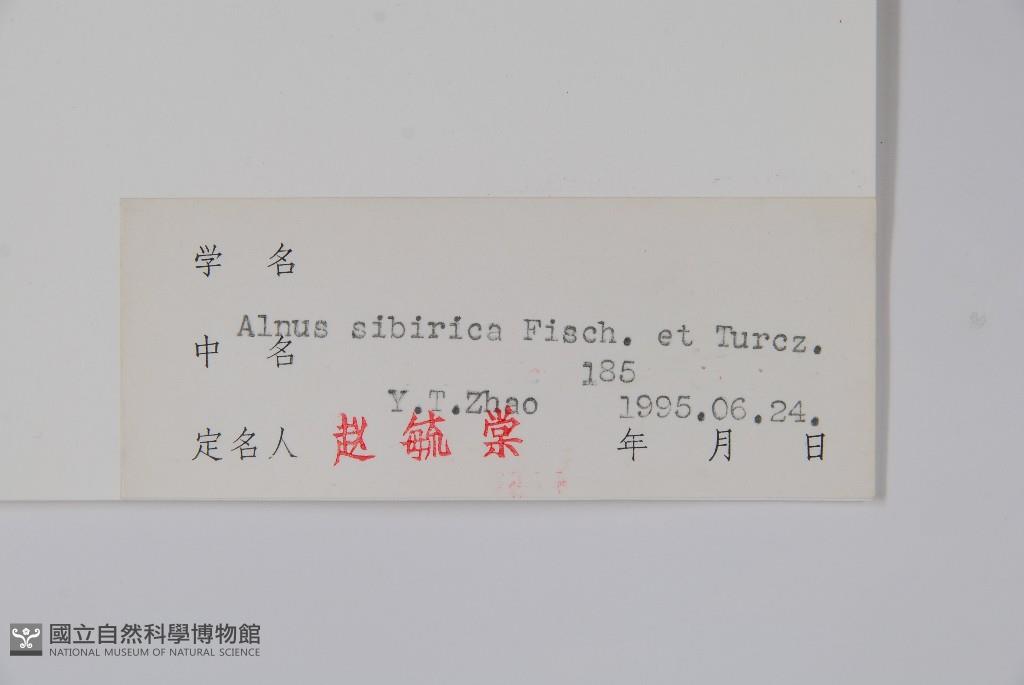 学 名
Alnus sibirica Fisch. et Turcz.
中 名
185
Y.T.Zhao 1995.06.24.
定名人 赵毓棠 年 月 日
國立自然科學博物館
NATIONAL MUSEUM OF NATURAL SCIENCE